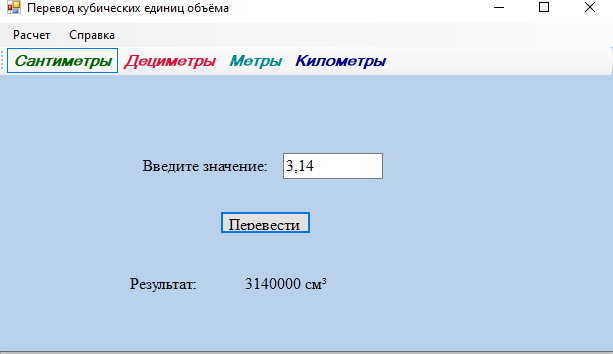 Перевод кубических единиц объёма
Расчет Справка
Сантиметры Дециметры Метры Километры
Введите значение: 3,14
Перевести
Результат: 3140000 см³